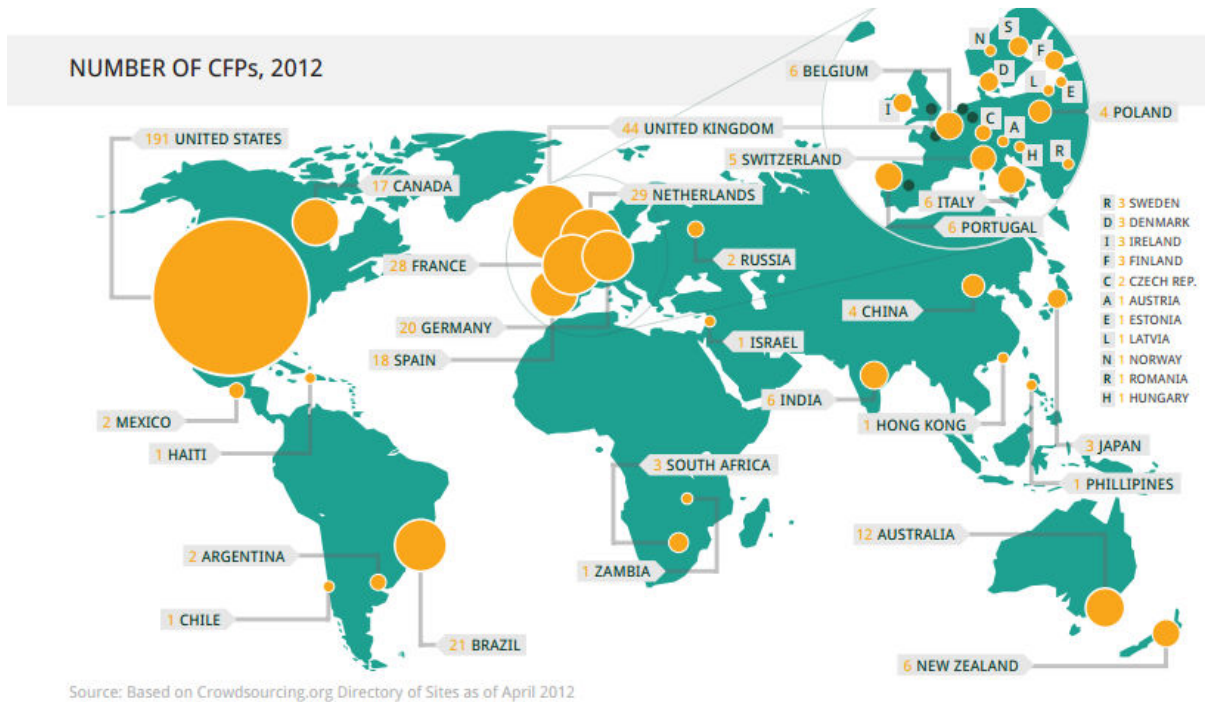 NUMBER OF CFPs, 2012
191 UNITED STATES
17 CANADA
44 UNITED KINGDOM
29 NETHERLANDS
28 FRANCE
20 GERMANY
18 SPAIN
2 RUSSIA
1 ISRAEL
4 CHINA
6 INDIA
1 HONG KONG
3 JAPAN
1 PHILLIPINES
2 MEXICO
1 HAITI
3 SOUTH AFRICA
1 ZAMBIA
2 ARGENTINA
1 CHILE
21 BRAZIL
12 AUSTRALIA
6 NEW ZEALAND
6 BELGIUM
5 SWITZERLAND
6 ITALY
6 PORTUGAL
4 POLAND
N
S
F
D
L
E
I
C
A
H
R
R 3 SWEDEN
D 3 DENMARK
I 3 IRELAND
F 3 FINLAND
C 2 CZECH REP.
A 1 AUSTRIA
E 1 ESTONIA
L 1 LATVIA
N 1 NORWAY
R 1 ROMANIA
H 1 HUNGARY
Source: Based on Crowdsourcing.org Directory of Sites as of April 2012